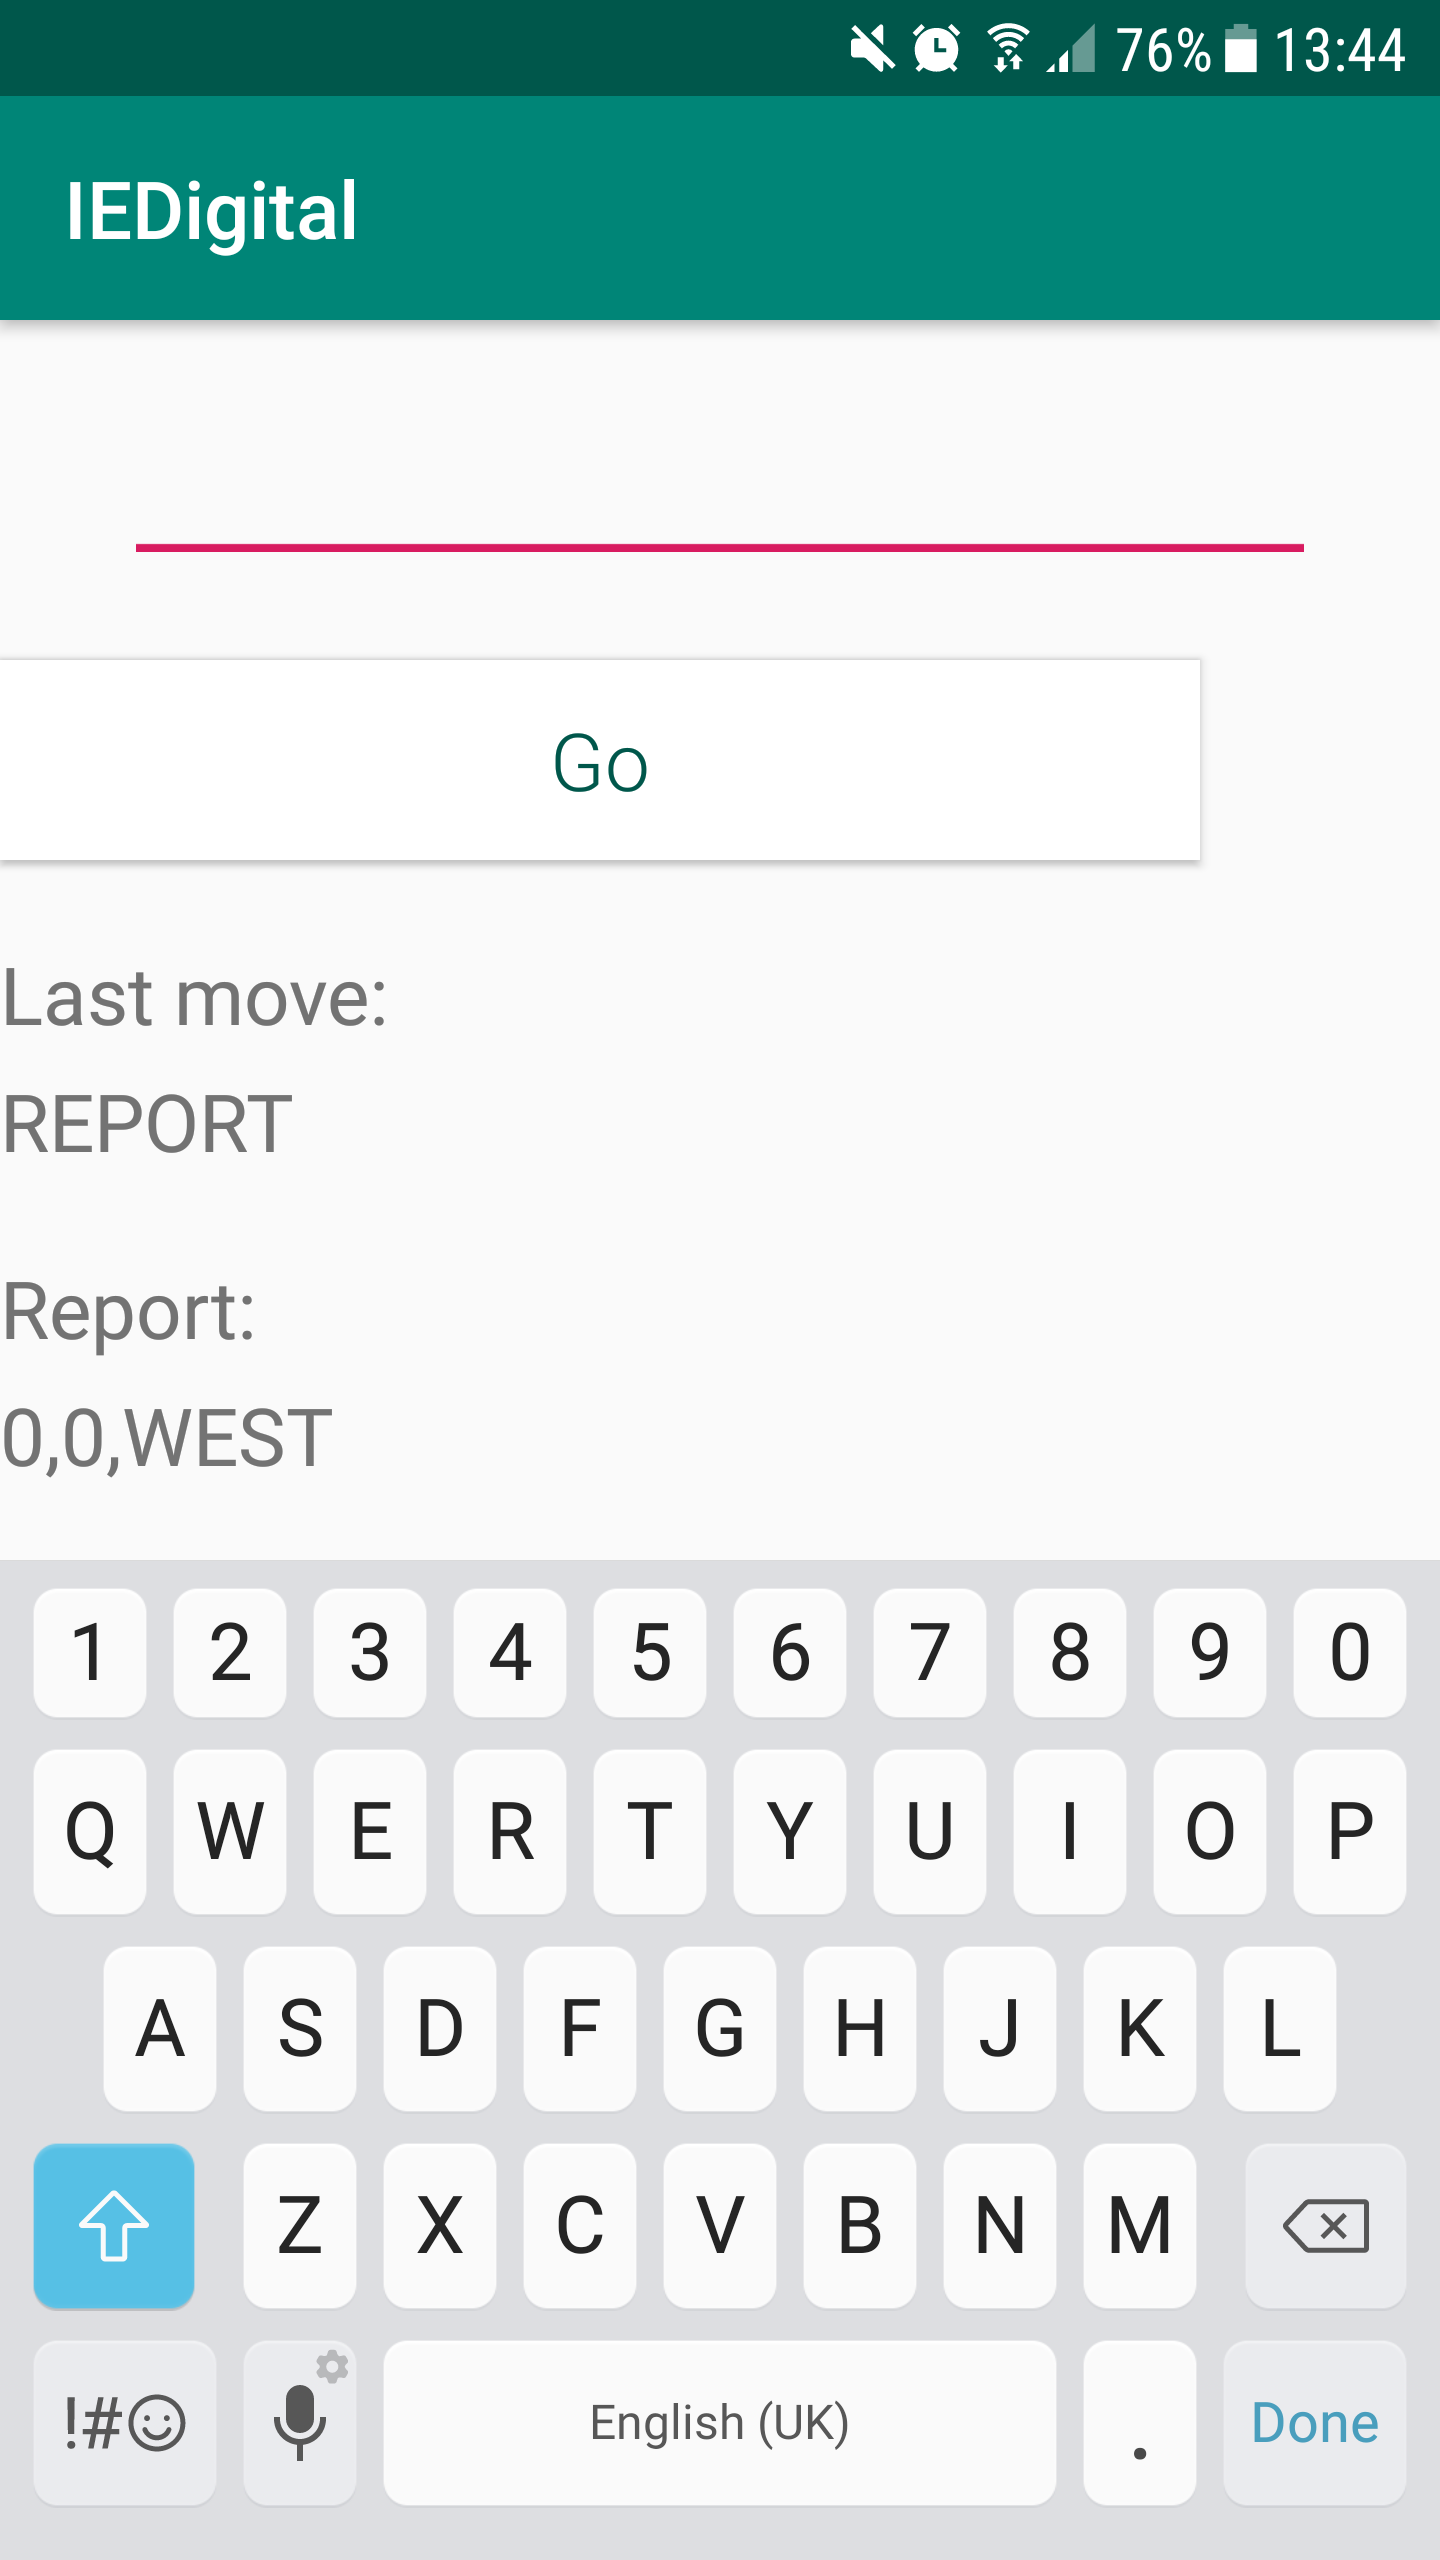 76% 13:44
IEDigital
Go
Last move:
REPORT
Report:
0,0,WEST
1 2 3 4 5 6 7 8 9 0
Q W E R T Y U I O P
A S D F G H J K L
Z X C V B N M
!#☺ English (UK) . Done